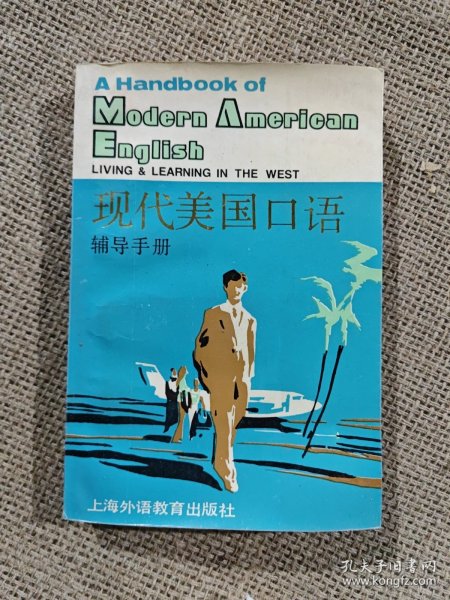 A Handbook of
Modern American
English
LIVING & LEARNING IN THE WEST
现代美国口语
辅导手册
上海外语教育出版社
孔夫子旧书网
www.kongfz.com